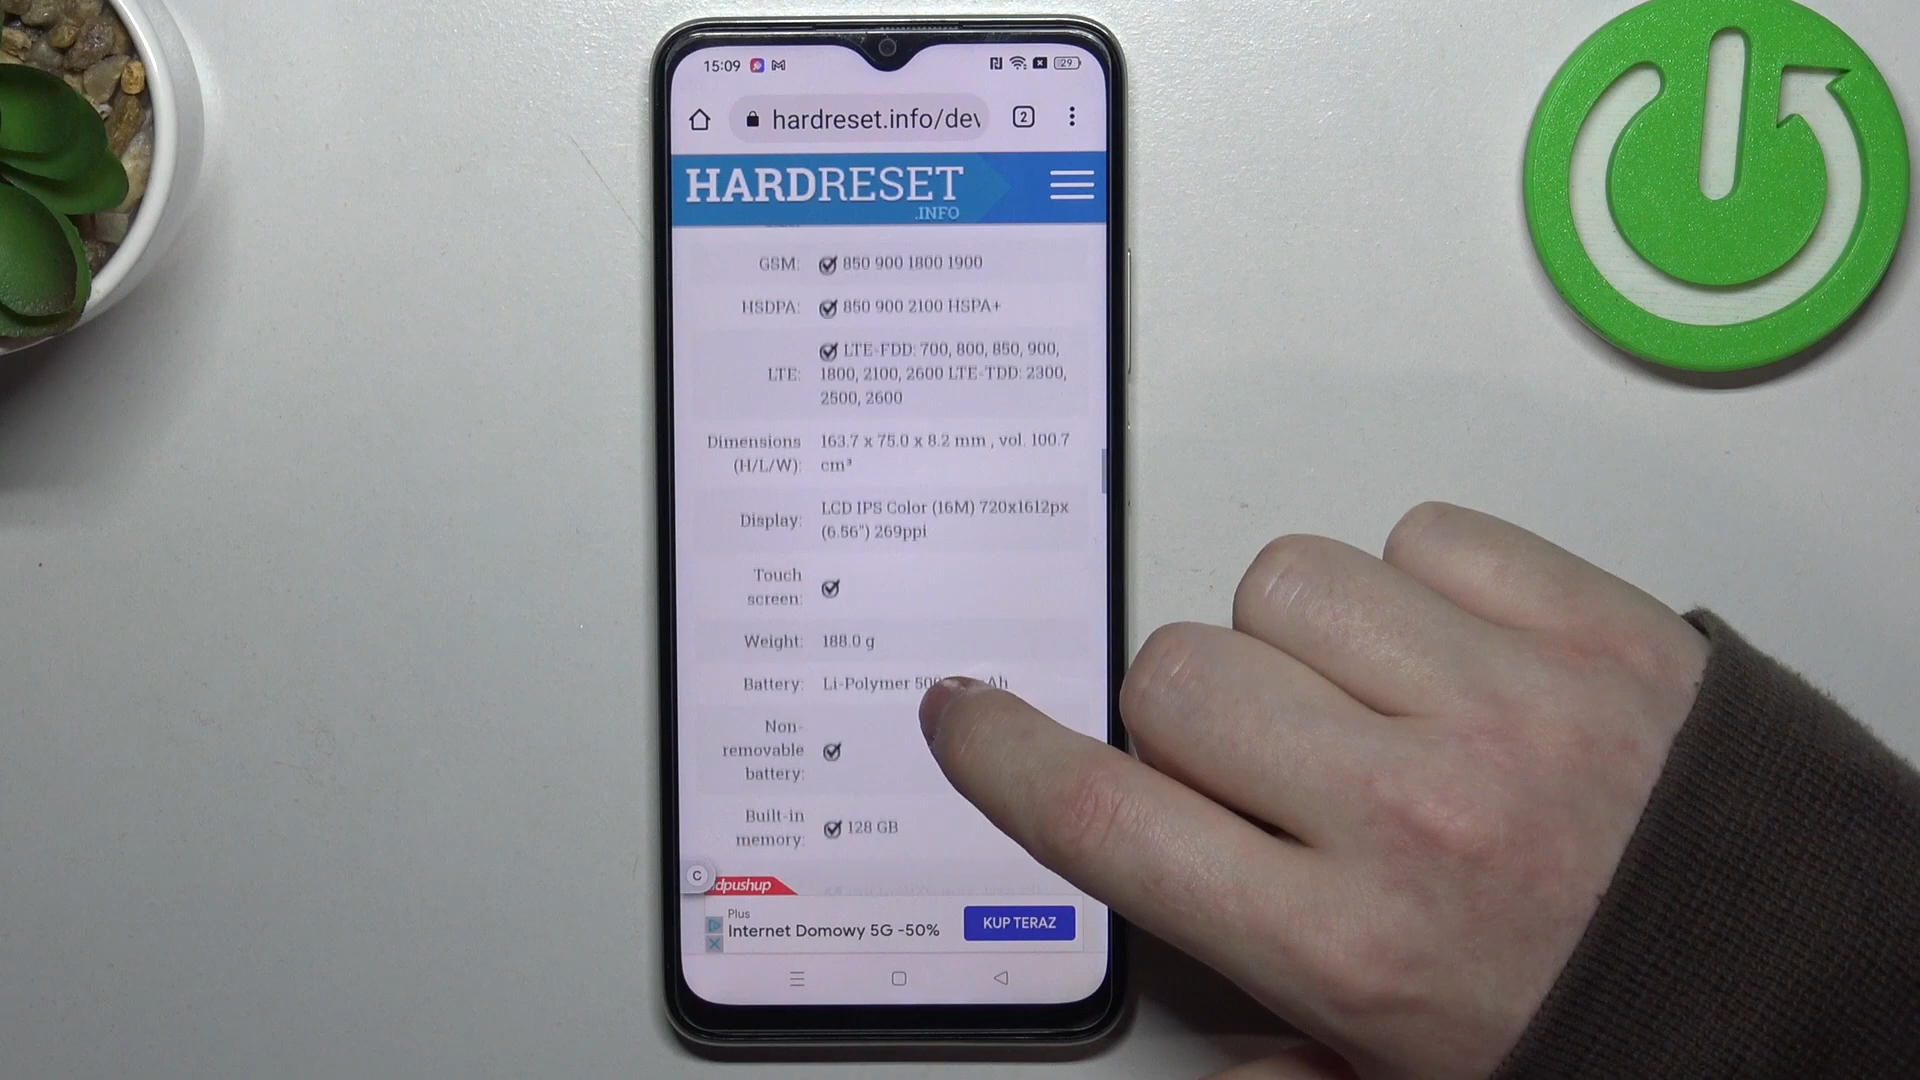 15:09
29
hardreset.info/dev
2
HARDRESET
.INFO
GSM: 850 900 1800 1900
HSDPA: 850 900 2100 HSPA+
LTE: LTE-FDD: 700, 800, 850, 900,
1800, 2100, 2600 LTE-TDD: 2300,
2500, 2600
Dimensions
(H/L/W):
163.7 x 75.0 x 8.2 mm , vol. 100.7
cm³
Display:
LCD IPS Color (16M) 720x1612px
(6.56") 269ppi
Touch
screen:
Weight: 188.0 g
Battery: Li-Polymer
Non-
removable
battery:
Built-in
memory:
128 GB
C
dpushup
Plus
Internet Domowy 5G -50%
KUP TERAZ